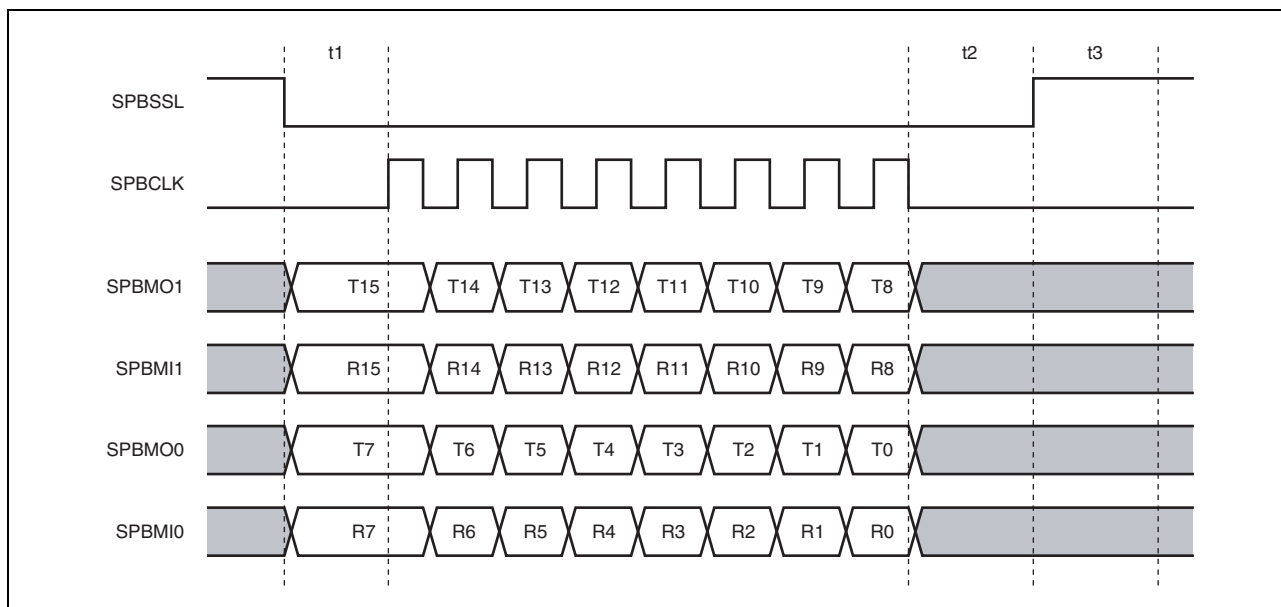 t1 t2 t3
SPBSSL
SPBCLK
SPBMO1 T15 T14 T13 T12 T11 T10 T9 T8
SPBMI1 R15 R14 R13 R12 R11 R10 R9 R8
SPBMO0 T7 T6 T5 T4 T3 T2 T1 T0
SPBMI0 R7 R6 R5 R4 R3 R2 R1 R0